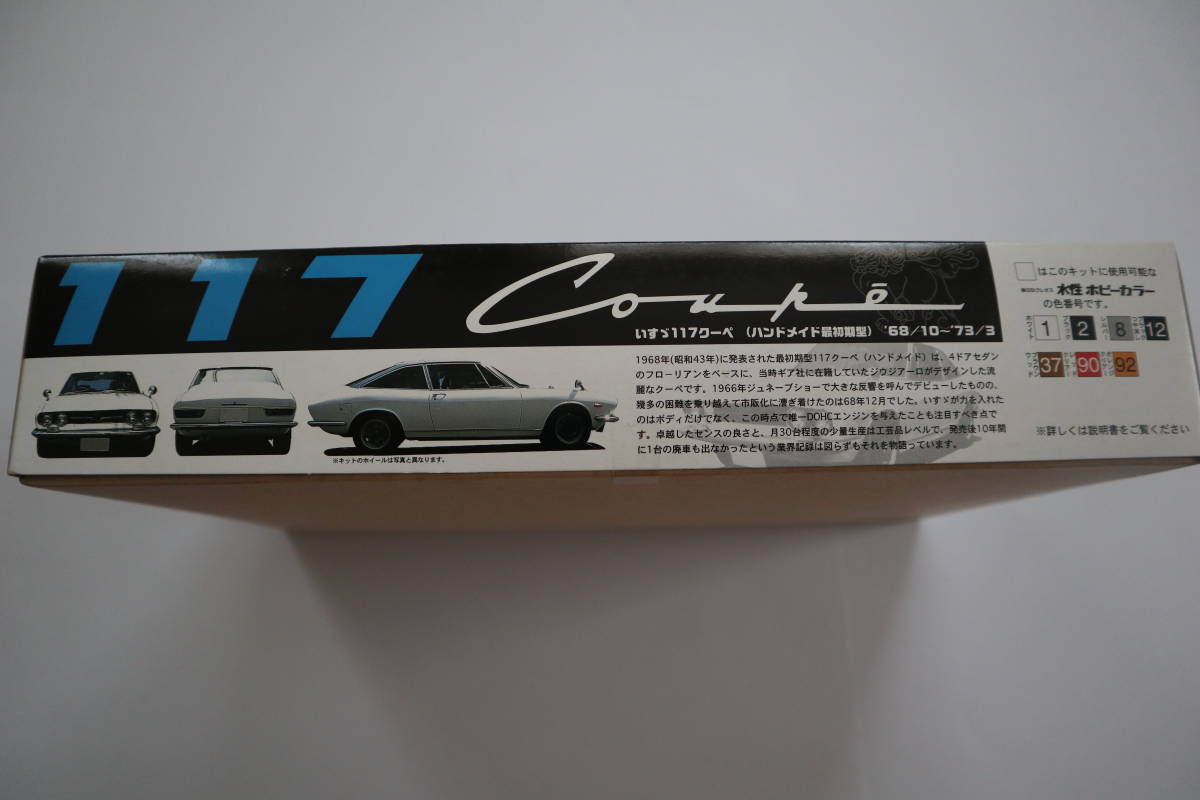 117 Coupé
いすゞ117クーペ (ハンドメイド最初期型) '68/10〜'73/3
1968年(昭和43年)に発表された最初期型117クーペ(ハンドメイド)は、4ドアセダン
のフローリアンをベースに、当時ギア社に在籍していたジウジアーロがデザインした流
麗なクーペです。1966年ジュネーブショーで大きな反響を呼んでデビューしたものの、
幾多の困難を乗り越えて市販化に漕ぎ着けたのは68年12月でした。いすゞが力を入れた
のはボディだけでなく、この時点で唯一DOHCエンジンを与えたことも注目すべき点で
す。卓越したセンスの良さと、月30台程度の少量生産は工芸品レベルで、発売後10年間
に1台の廃車も出なかったという業界記録は図らずもそれを物語っています。
※キットのホイールは写真と異なります。
はこのキットに使用可能な
水性 ホビーカラー
の色番号です。
ホワイト 1 ブラック 2 シルバー 8 12
37 90 92
※詳しくは説明書をご覧ください